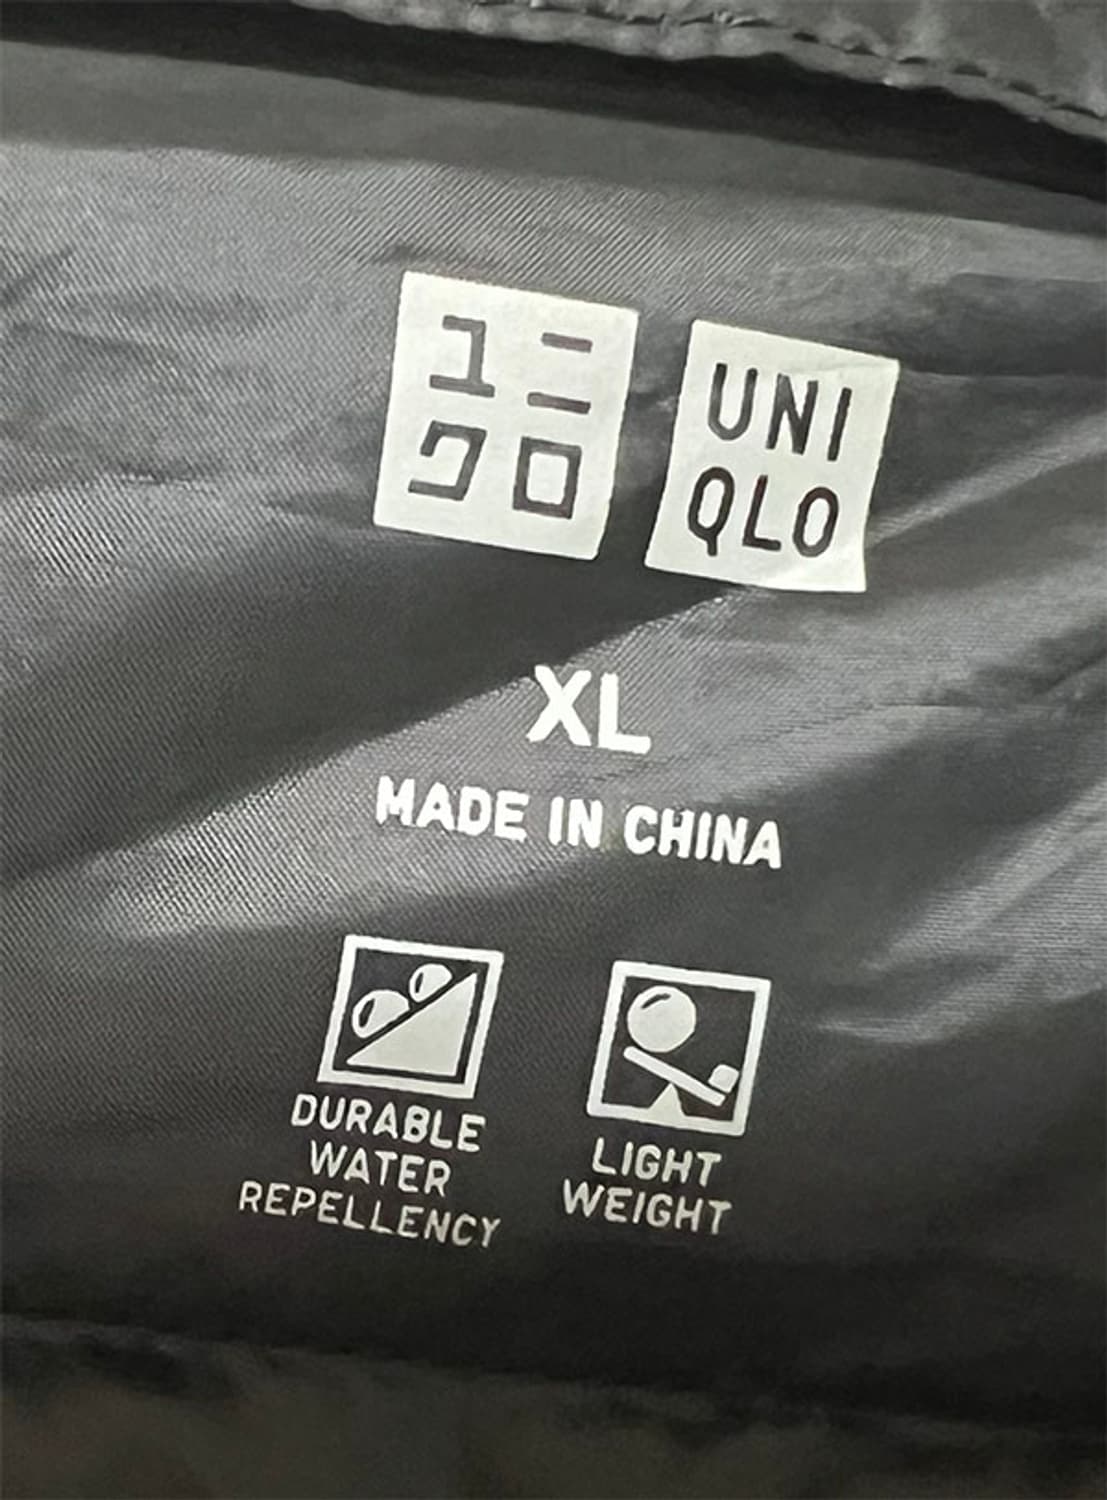 ユニ
クロ
UNI
QLO
XL
MADE IN CHINA
DURABLE
WATER
REPELLENCY
LIGHT
WEIGHT